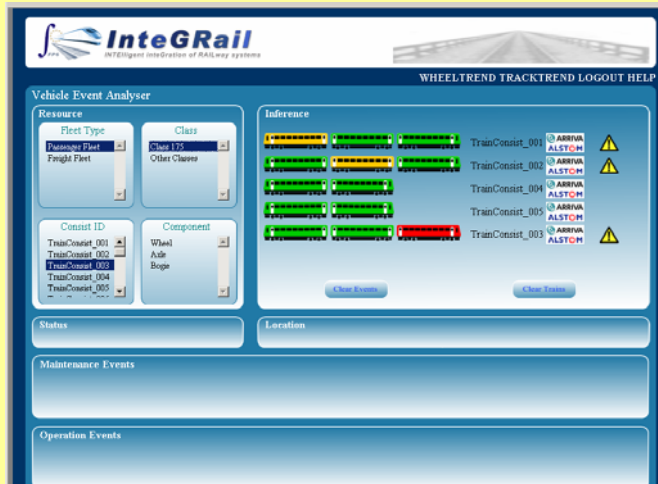 InteGRail
INTElligent inteGration of RAILway systems
WHEELTREND TRACKTREND LOGOUT HELP
Vehicle Event Analyser
Resource
Fleet Type
Passenger Fleet
Freight Fleet
Class
Class 175
Other Classes
Consist ID
TrainConsist_001
TrainConsist_002
TrainConsist_003
TrainConsist_004
TrainConsist_005
Component
Wheel
Axle
Bogie
Inference
TrainConsist_001 ARRIVA
ALSTOM
TrainConsist_002 ARRIVA
ALSTOM
TrainConsist_004 ARRIVA
ALSTOM
TrainConsist_005 ARRIVA
ALSTOM
TrainConsist_003 ARRIVA
ALSTOM
Clear Events
Clear Trains
Status
Location
Maintenance Events
Operation Events